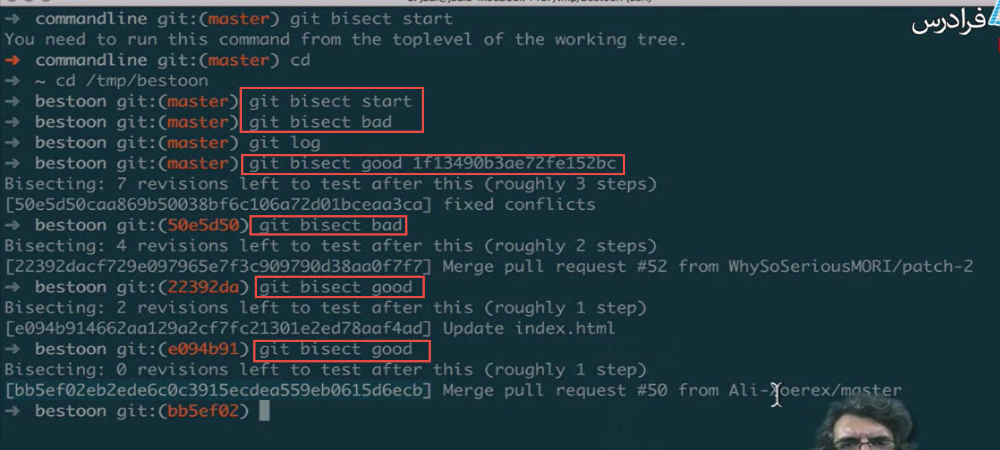 → commandline git:(master) git bisect start
You need to run this command from the toplevel of the working tree.
→ commandline git:(master) cd
→ ~ cd /tmp/bestoon
→ bestoon git:(master) git bisect start
→ bestoon git:(master) git bisect bad
→ bestoon git:(master) git log
→ bestoon git:(master) git bisect good 1f13490b3ae72fe152bc
Bisecting: 7 revisions left to test after this (roughly 3 steps)
[50e5d50caa869b50038bf6c106a72d01bceaa3ca] fixed conflicts
→ bestoon git:(50e5d50) git bisect bad
Bisecting: 4 revisions left to test after this (roughly 2 steps)
[22392dacf729e097965e7f3c909790d38aa0f7f7] Merge pull request #52 from WhySoSeriousMORI/patch-2
→ bestoon git:(22392da) git bisect good
Bisecting: 2 revisions left to test after this (roughly 1 step)
[e094b914662aa129a2cf7fc21301e2ed78aaf4ad] Update index.html
→ bestoon git:(e094b91) git bisect good
Bisecting: 0 revisions left to test after this (roughly 1 step)
[bb5ef02eb2ede6c0c3915ecdea559eb0615d6ecb] Merge pull request #50 from /master
→ bestoon git:(bb5ef02)
فرادرس